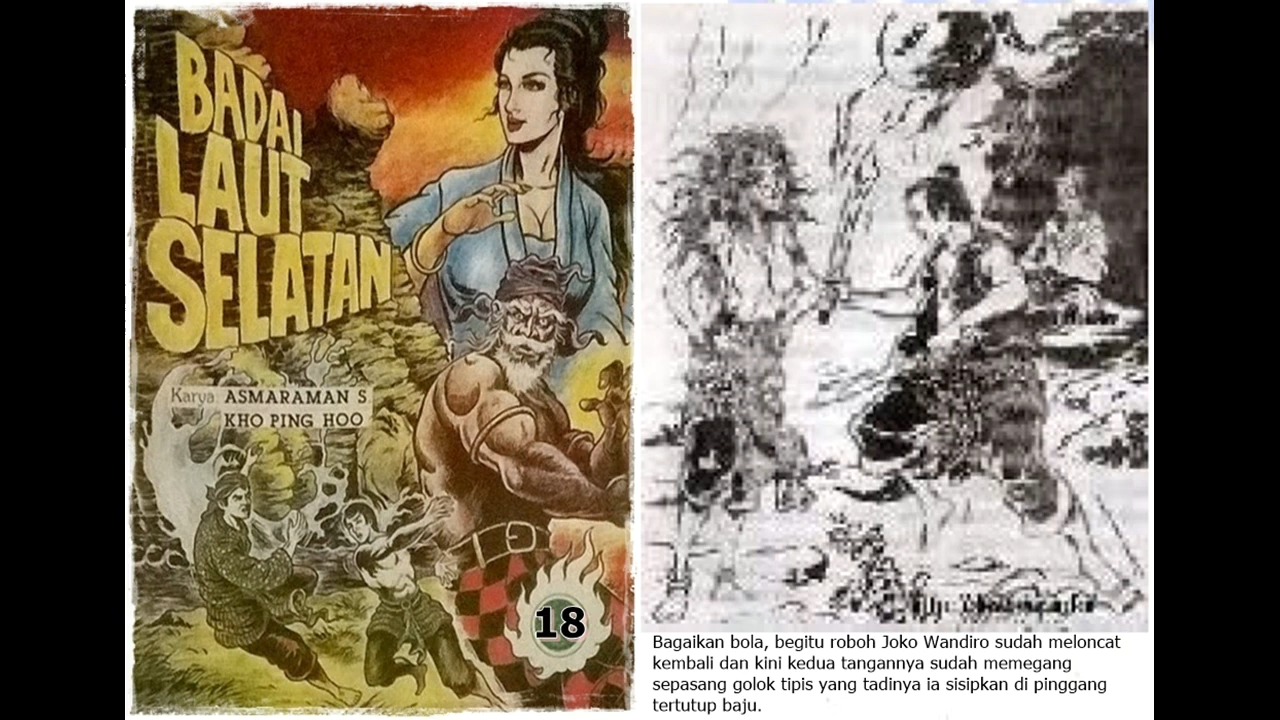 BADAI
LAUT
SELATAN
Karya: ASMARAMAN S
KHO PING HOO
18
Bagaikan bola, begitu roboh Joko Wandiro sudah meloncat
kembali dan kini kedua tangannya sudah memegang
sepasang golok tipis yang tadinya ia sisipkan di pinggang
tertutup baju.